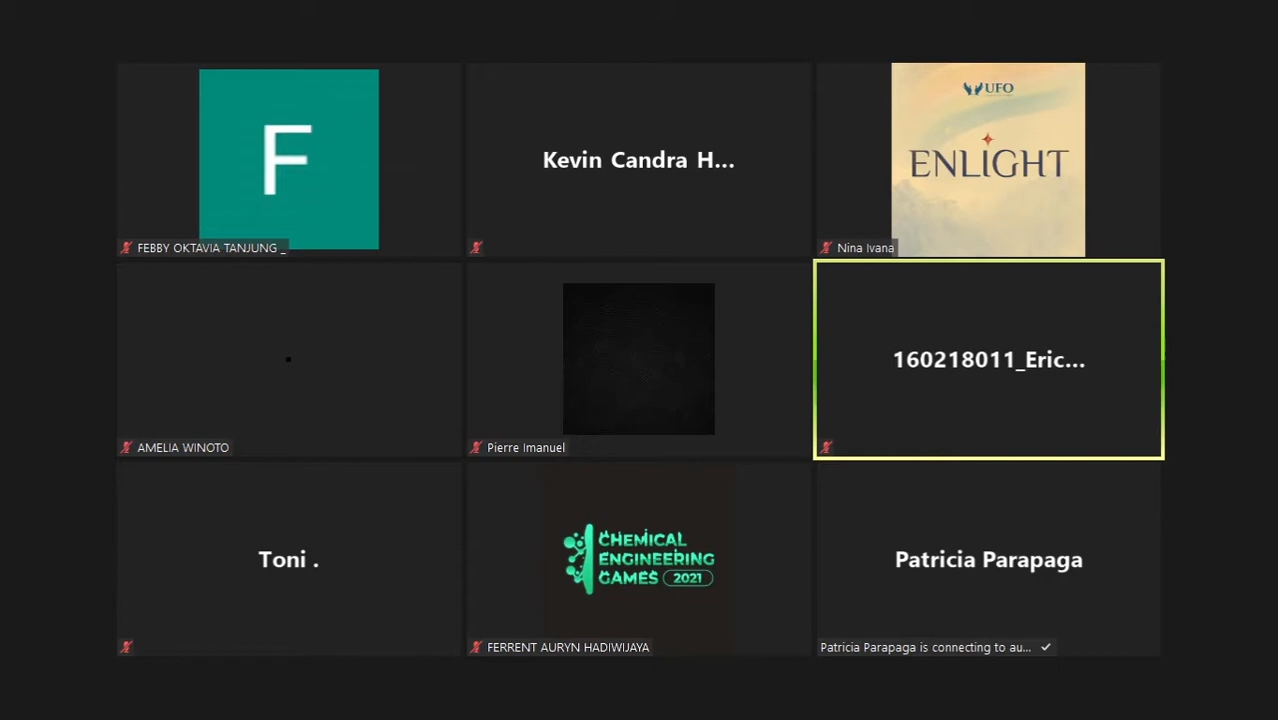 F
FEBBY OKTAVIA TANJUNG _
Kevin Candra H...
UFO
ENLIGHT
Nina Ivana
AMELIA WINOTO
Pierre Imanuel
160218011_Eric...
Toni .
CHEMICAL
ENGINEERING
GAMES 2021
FERRENT AURYN HADIWIJAYA
Patricia Parapaga
Patricia Parapaga is connecting to au...